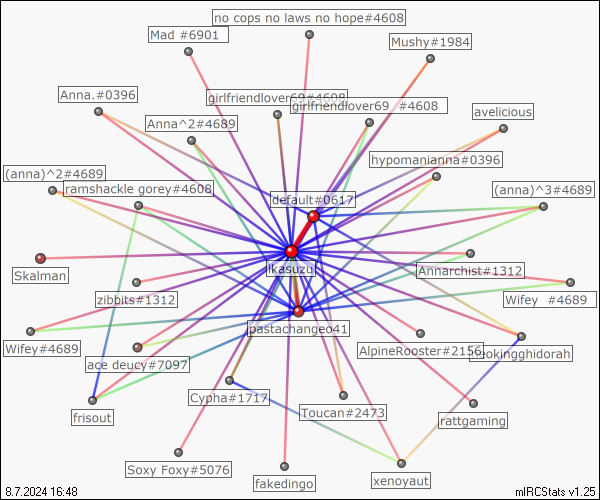 no cops no laws no hope#4608
Mad #6901
Mushy#1984
Anna.#0396
girlfriendlover69#4608
girlfriendlover69 #4608
avelicious
Anna^2#4689
hypomanianna#0396
(anna)^2#4689
ramshackle gorey#4608
(anna)^3#4689
default#0617
Skalman
ikasuzu
Annarchist#1312
zibbits#1312
Wifey #4689
pastachangeo41
Wifey#4689
ace deucy#7097
AlpineRooster#2156
Cypha#1717
Toucan#2473
frisout
rattgaming
Soxy Foxy#5076
fakedingo
xenoyaut
8.7.2024 16:48
mIRCStats v1.25